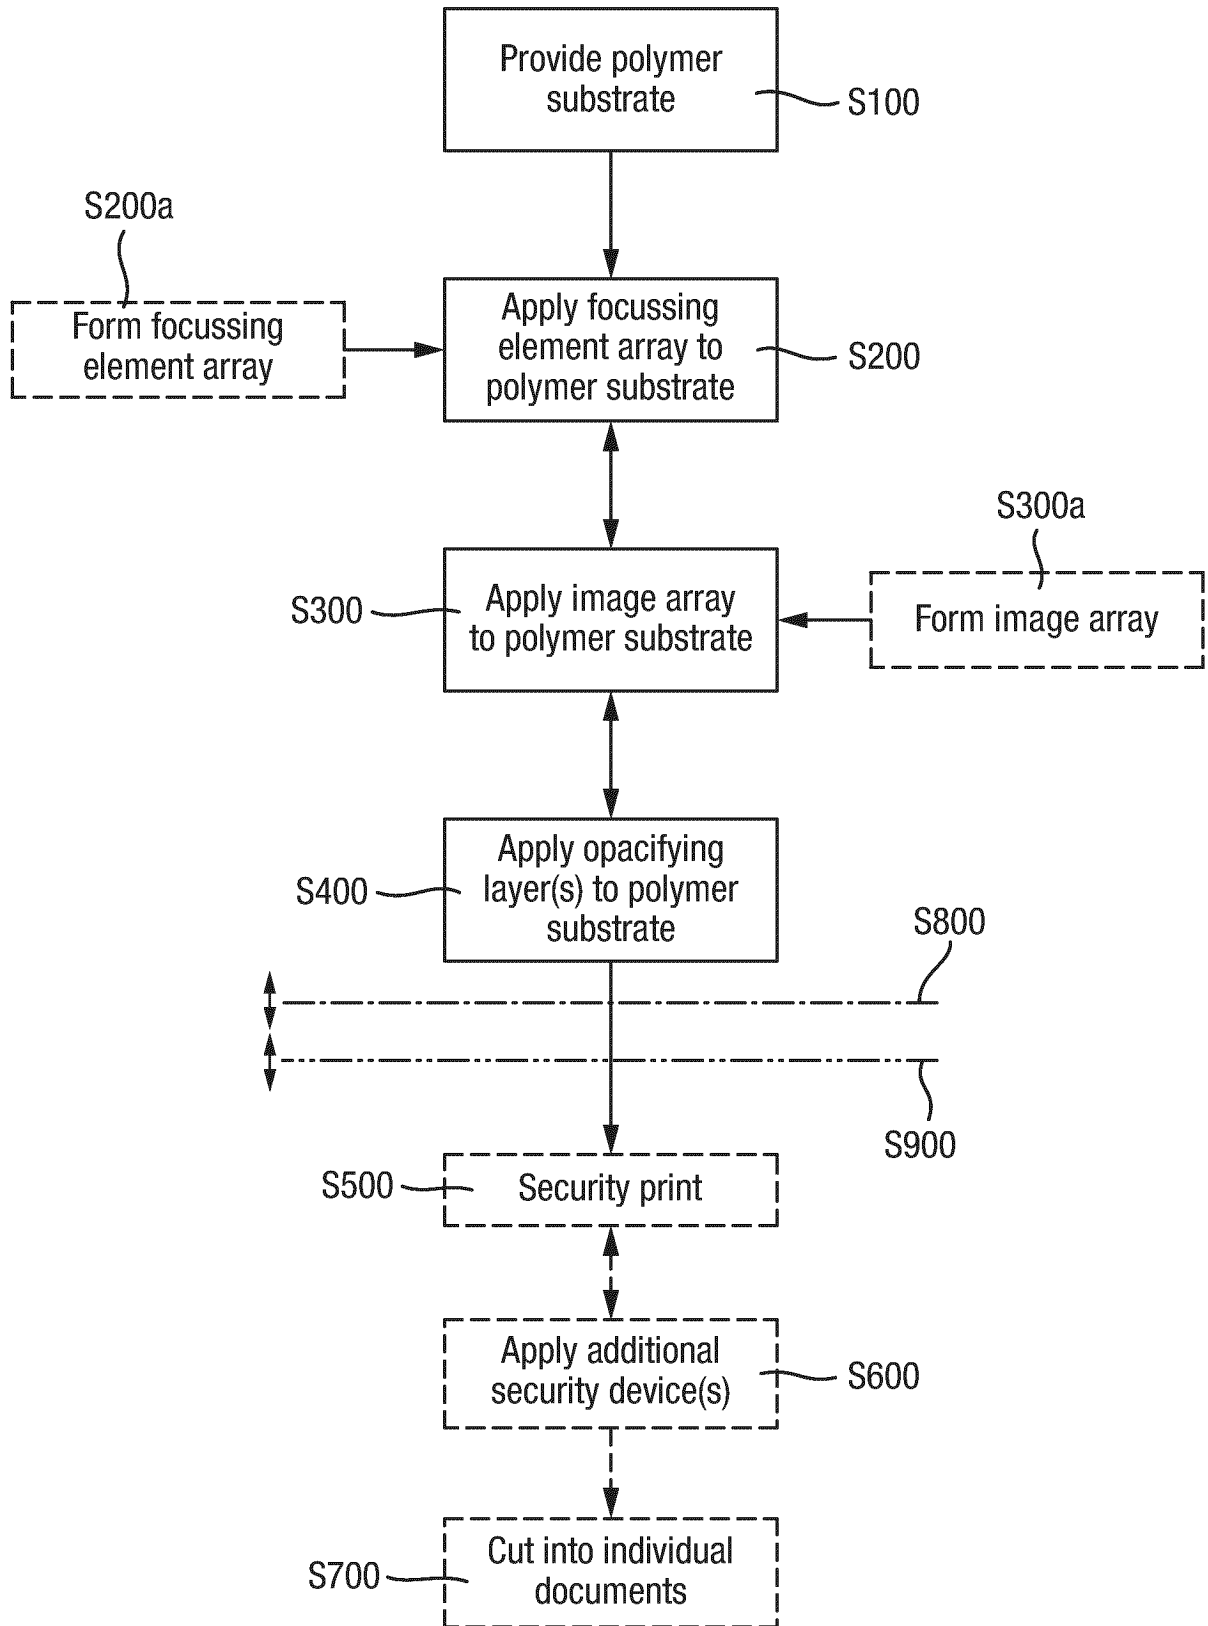 Provide polymer
substrate
S100
S200a
Form focussing
element array
Apply focussing
element array to
polymer substrate
S200
S300a
S300
Apply image array
to polymer substrate
Form image array
Apply opacifying
layer(s) to polymer
substrate
S400
S800
S900
S500
Security print
Apply additional
security device(s)
S600
Cut into individual
documents
S700